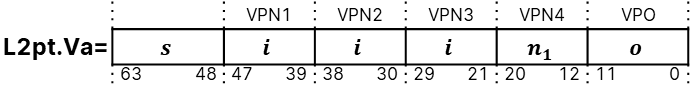 VPN1 VPN2 VPN3 VPN4 VPO
L2pt.Va= s i i i n₁ o
63 48 47 39 38 30 29 21 20 12 11 0